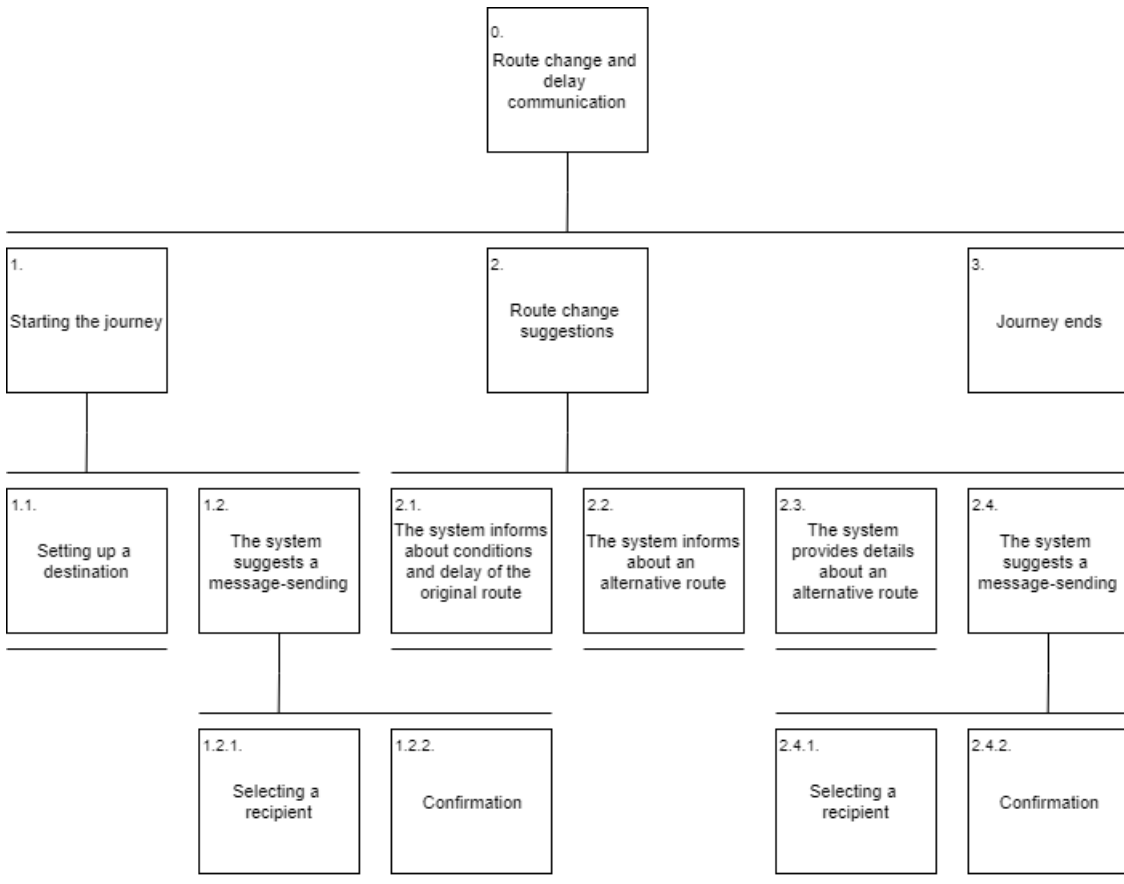 0.
Route change and
delay
communication
1.
Starting the journey
2.
Route change
suggestions
3.
Journey ends
1.1.
Setting up a
destination
1.2.
The system
suggests a
message-sending
2.1.
The system informs
about conditions
and delay of the
original route
2.2.
The system informs
about an
alternative route
2.3.
The system
provides details
about an
alternative route
2.4.
The system
suggests a
message-sending
1.2.1.
Selecting a
recipient
1.2.2.
Confirmation
2.4.1.
Selecting a
recipient
2.4.2.
Confirmation